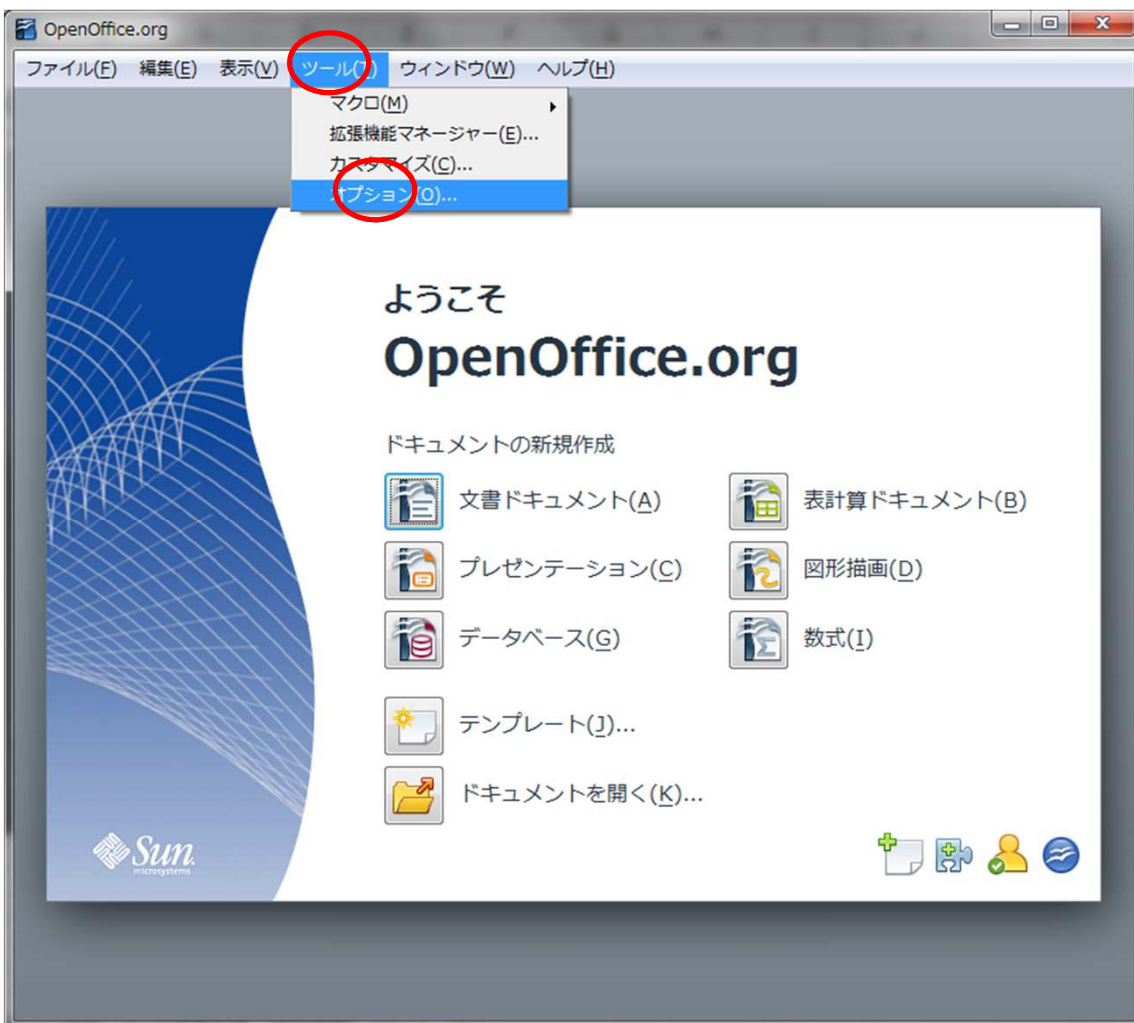 OpenOffice.org
ファイル(F) 編集(E) 表示(V) ツール(T) ウィンドウ(W) ヘルプ(H)
マクロ(M)
拡張機能マネージャー(E)...
カスタマイズ(C)...
オプション(O)...
ようこそ
OpenOffice.org
ドキュメントの新規作成
文書ドキュメント(A) 表計算ドキュメント(B)
プレゼンテーション(C) 図形描画(D)
データベース(G) 数式(I)
テンプレート(J)...
ドキュメントを開く(K)...
Sun
microsystems